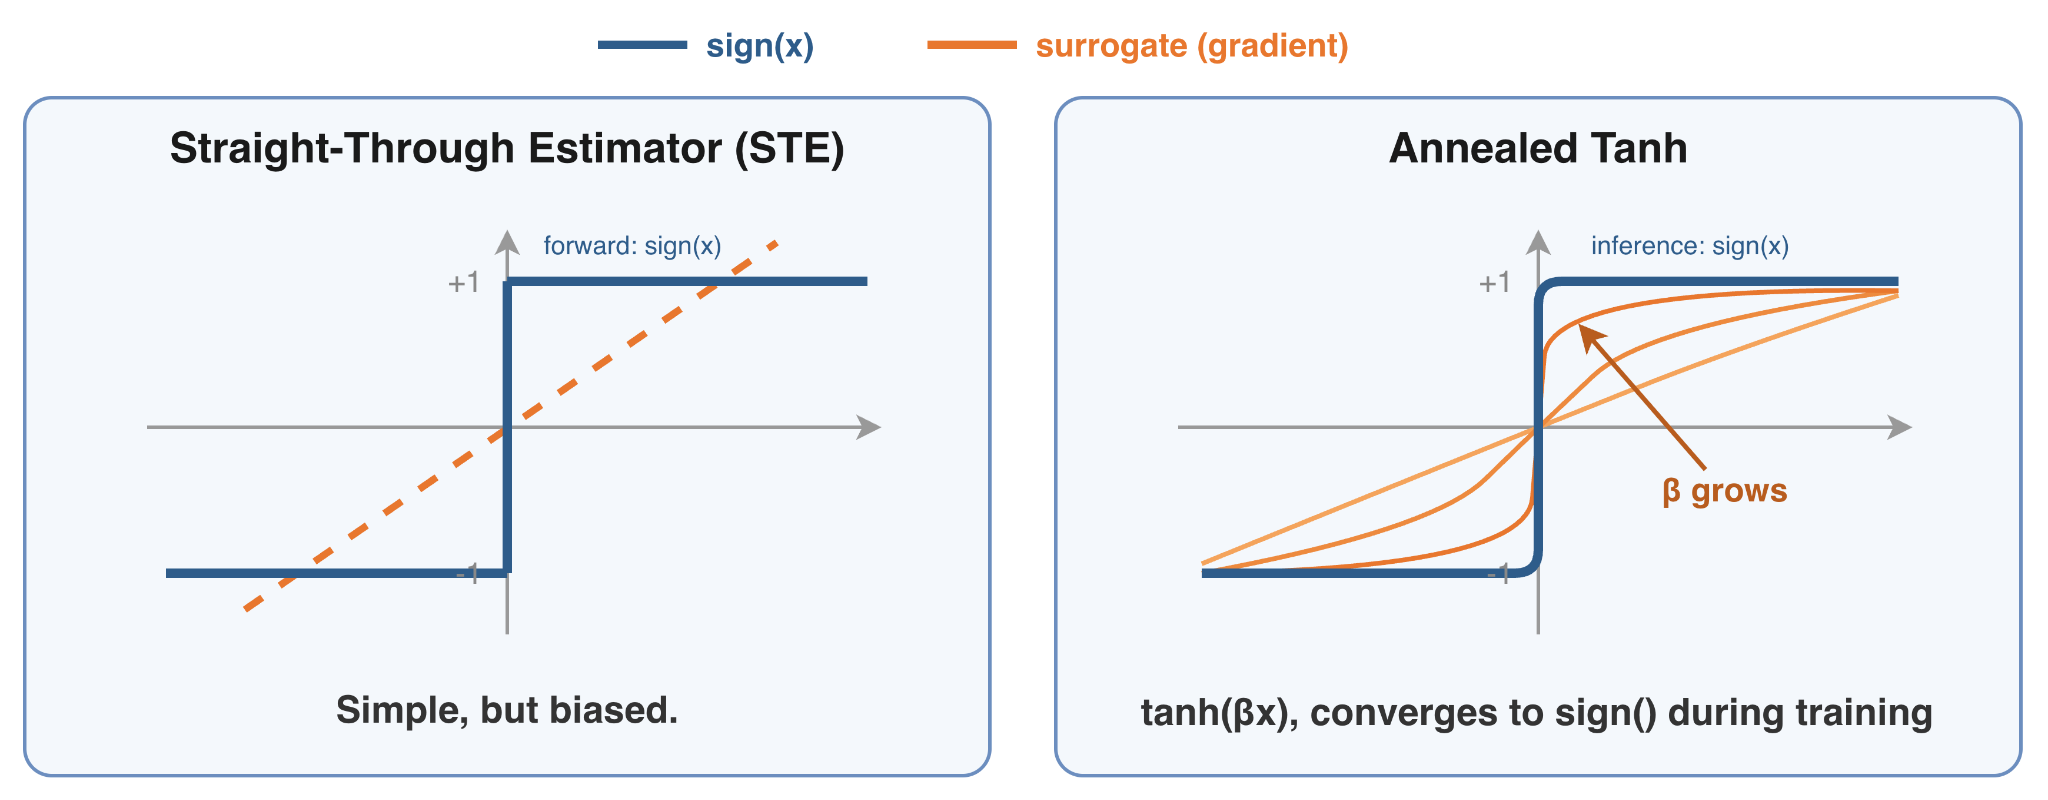 sign(x)
surrogate (gradient)
Straight-Through Estimator (STE)
forward: sign(x)
+1
-1
Simple, but biased.
Annealed Tanh
inference: sign(x)
+1
β grows
-1
tanh(βx), converges to sign() during training